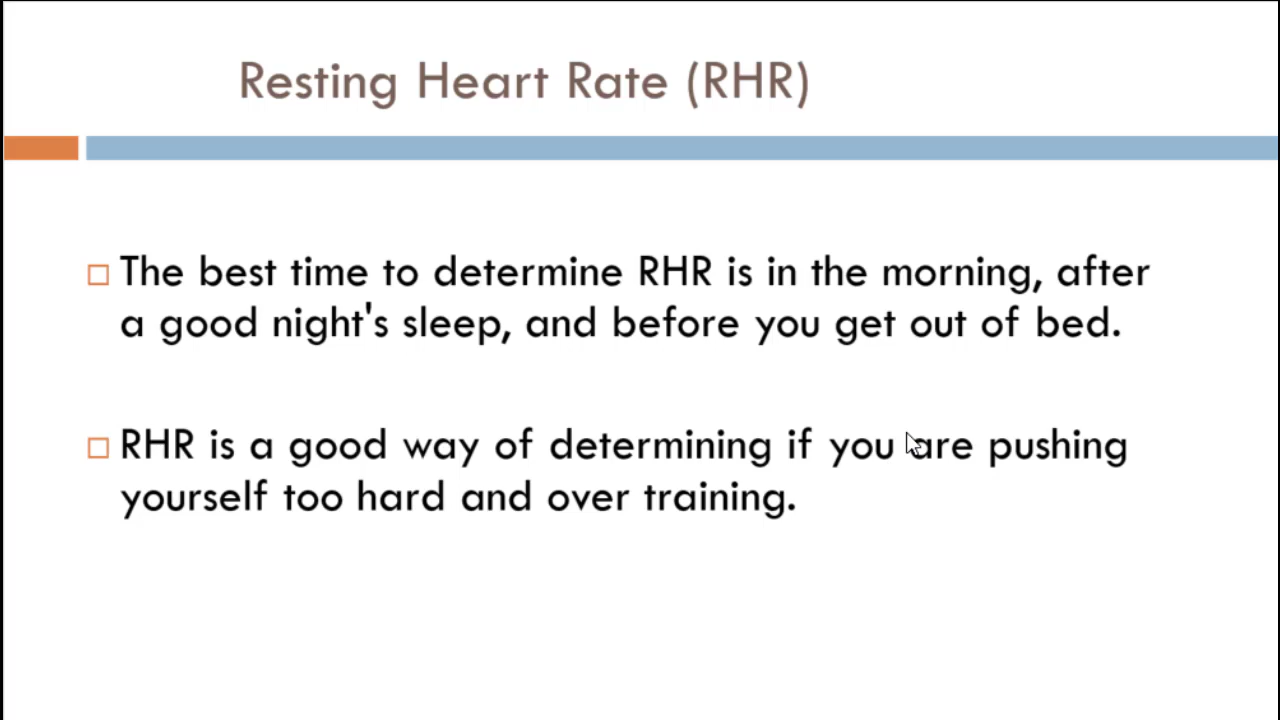 Resting Heart Rate (RHR)
The best time to determine RHR is in the morning, after
a good night's sleep, and before you get out of bed.
RHR is a good way of determining if you are pushing
yourself too hard and over training.